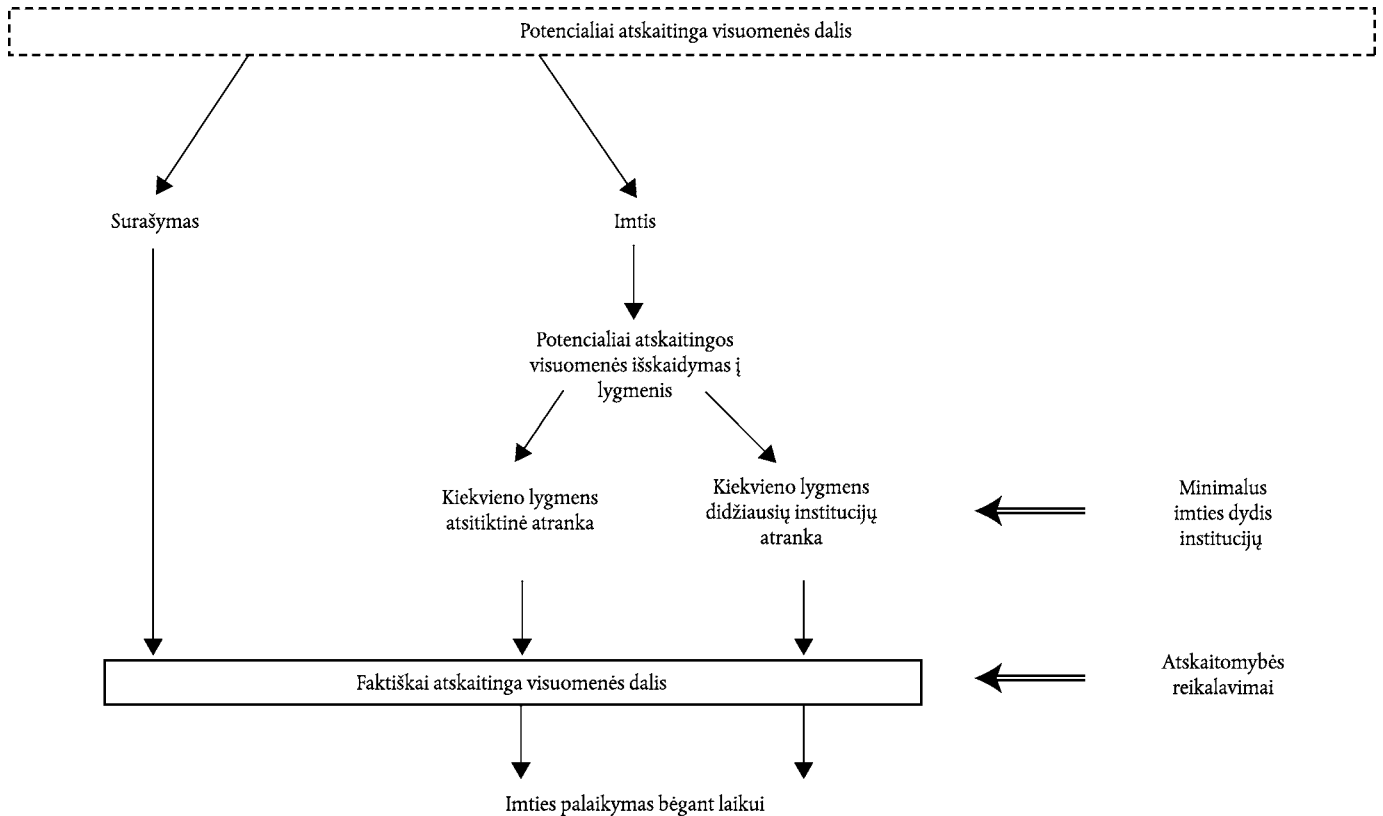 Potencialiai atskaitinga visuomenės dalis
Surašymas
Imtis
Potencialiai atskaitingos
visuomenės išskaidymas į
lygmenis
Kiekvieno lygmens
atsitiktinė atranka
Kiekvieno lygmens
didžiausių institucijų
atranka
Minimalus
imties dydis
institucijų
Faktiškai atskaitinga visuomenės dalis
Atskaitomybės
reikalavimai
Imties palaikymas bėgant laikui